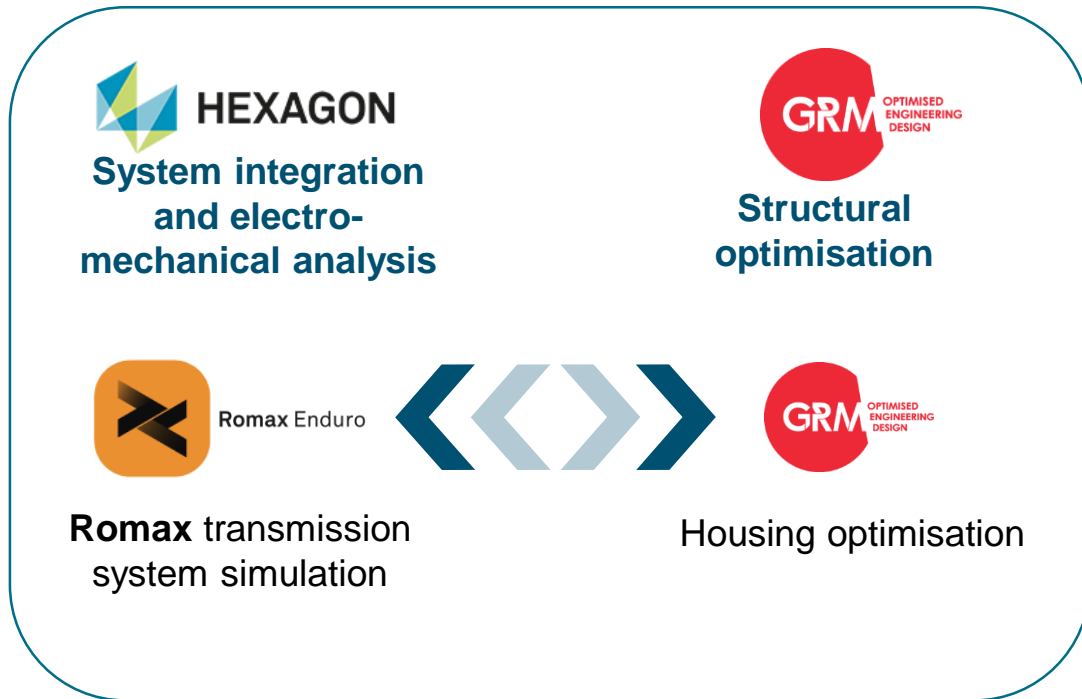 HEXAGON
System integration
and electro-
mechanical analysis
GRM OPTIMISED
ENGINEERING
DESIGN
Structural
optimisation
Romax Enduro
Romax transmission
system simulation
GRM OPTIMISED
ENGINEERING
DESIGN
Housing optimisation